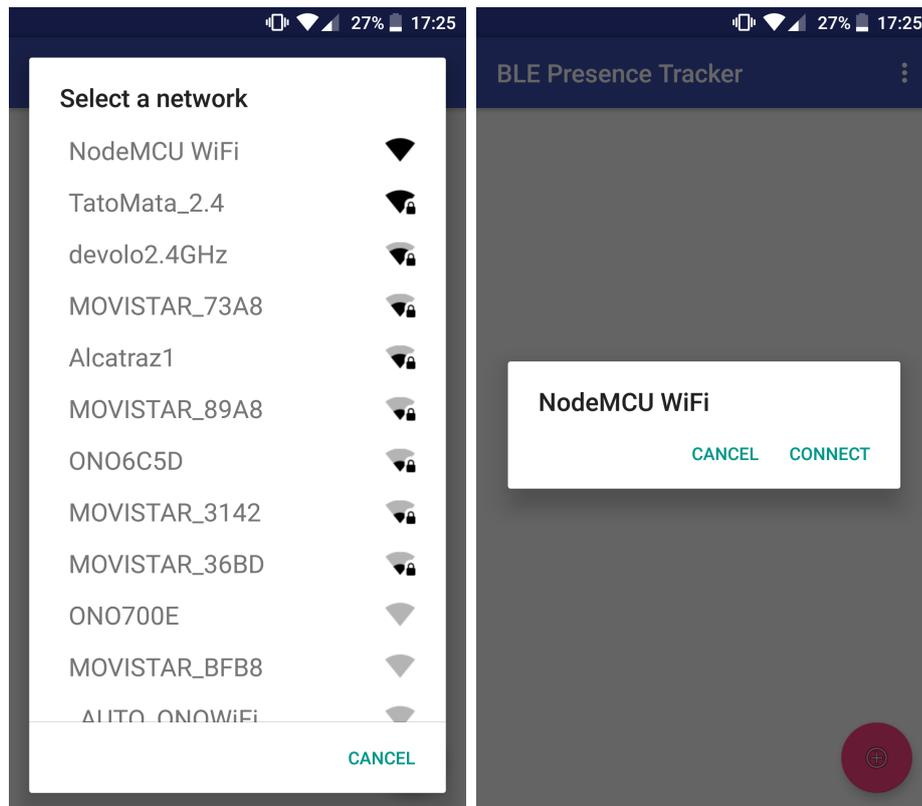 27% 17:25
Select a network
NodeMCU WiFi
TatoMata_2.4
devolo2.4GHz
MOVISTAR_73A8
Alcatraz1
MOVISTAR_89A8
ONO6C5D
MOVISTAR_3142
MOVISTAR_36BD
ONO700E
MOVISTAR_BFB8
_AUTO_ONOWiFi
CANCEL
27% 17:25
BLE Presence Tracker
NodeMCU WiFi
CANCEL CONNECT